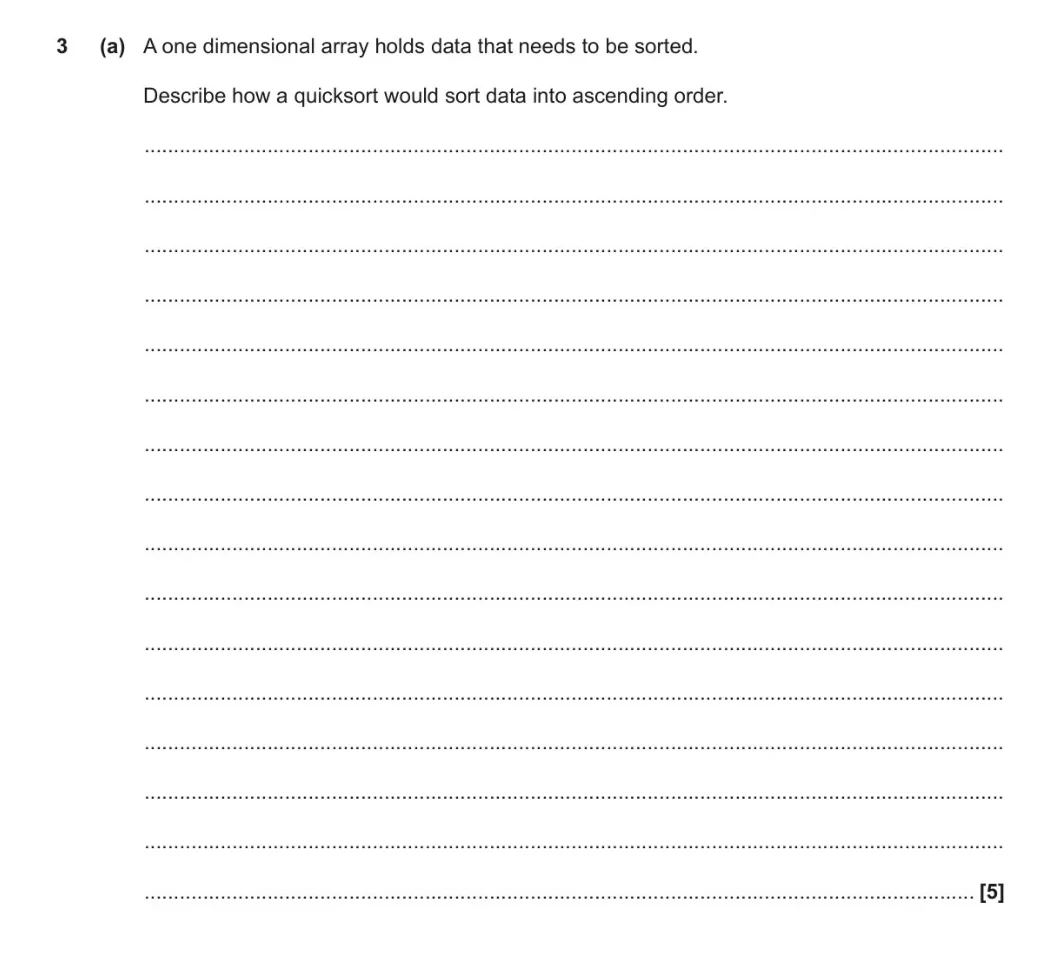 3 (a) A one dimensional array holds data that needs to be sorted.
Describe how a quicksort would sort data into ascending order.
[5]